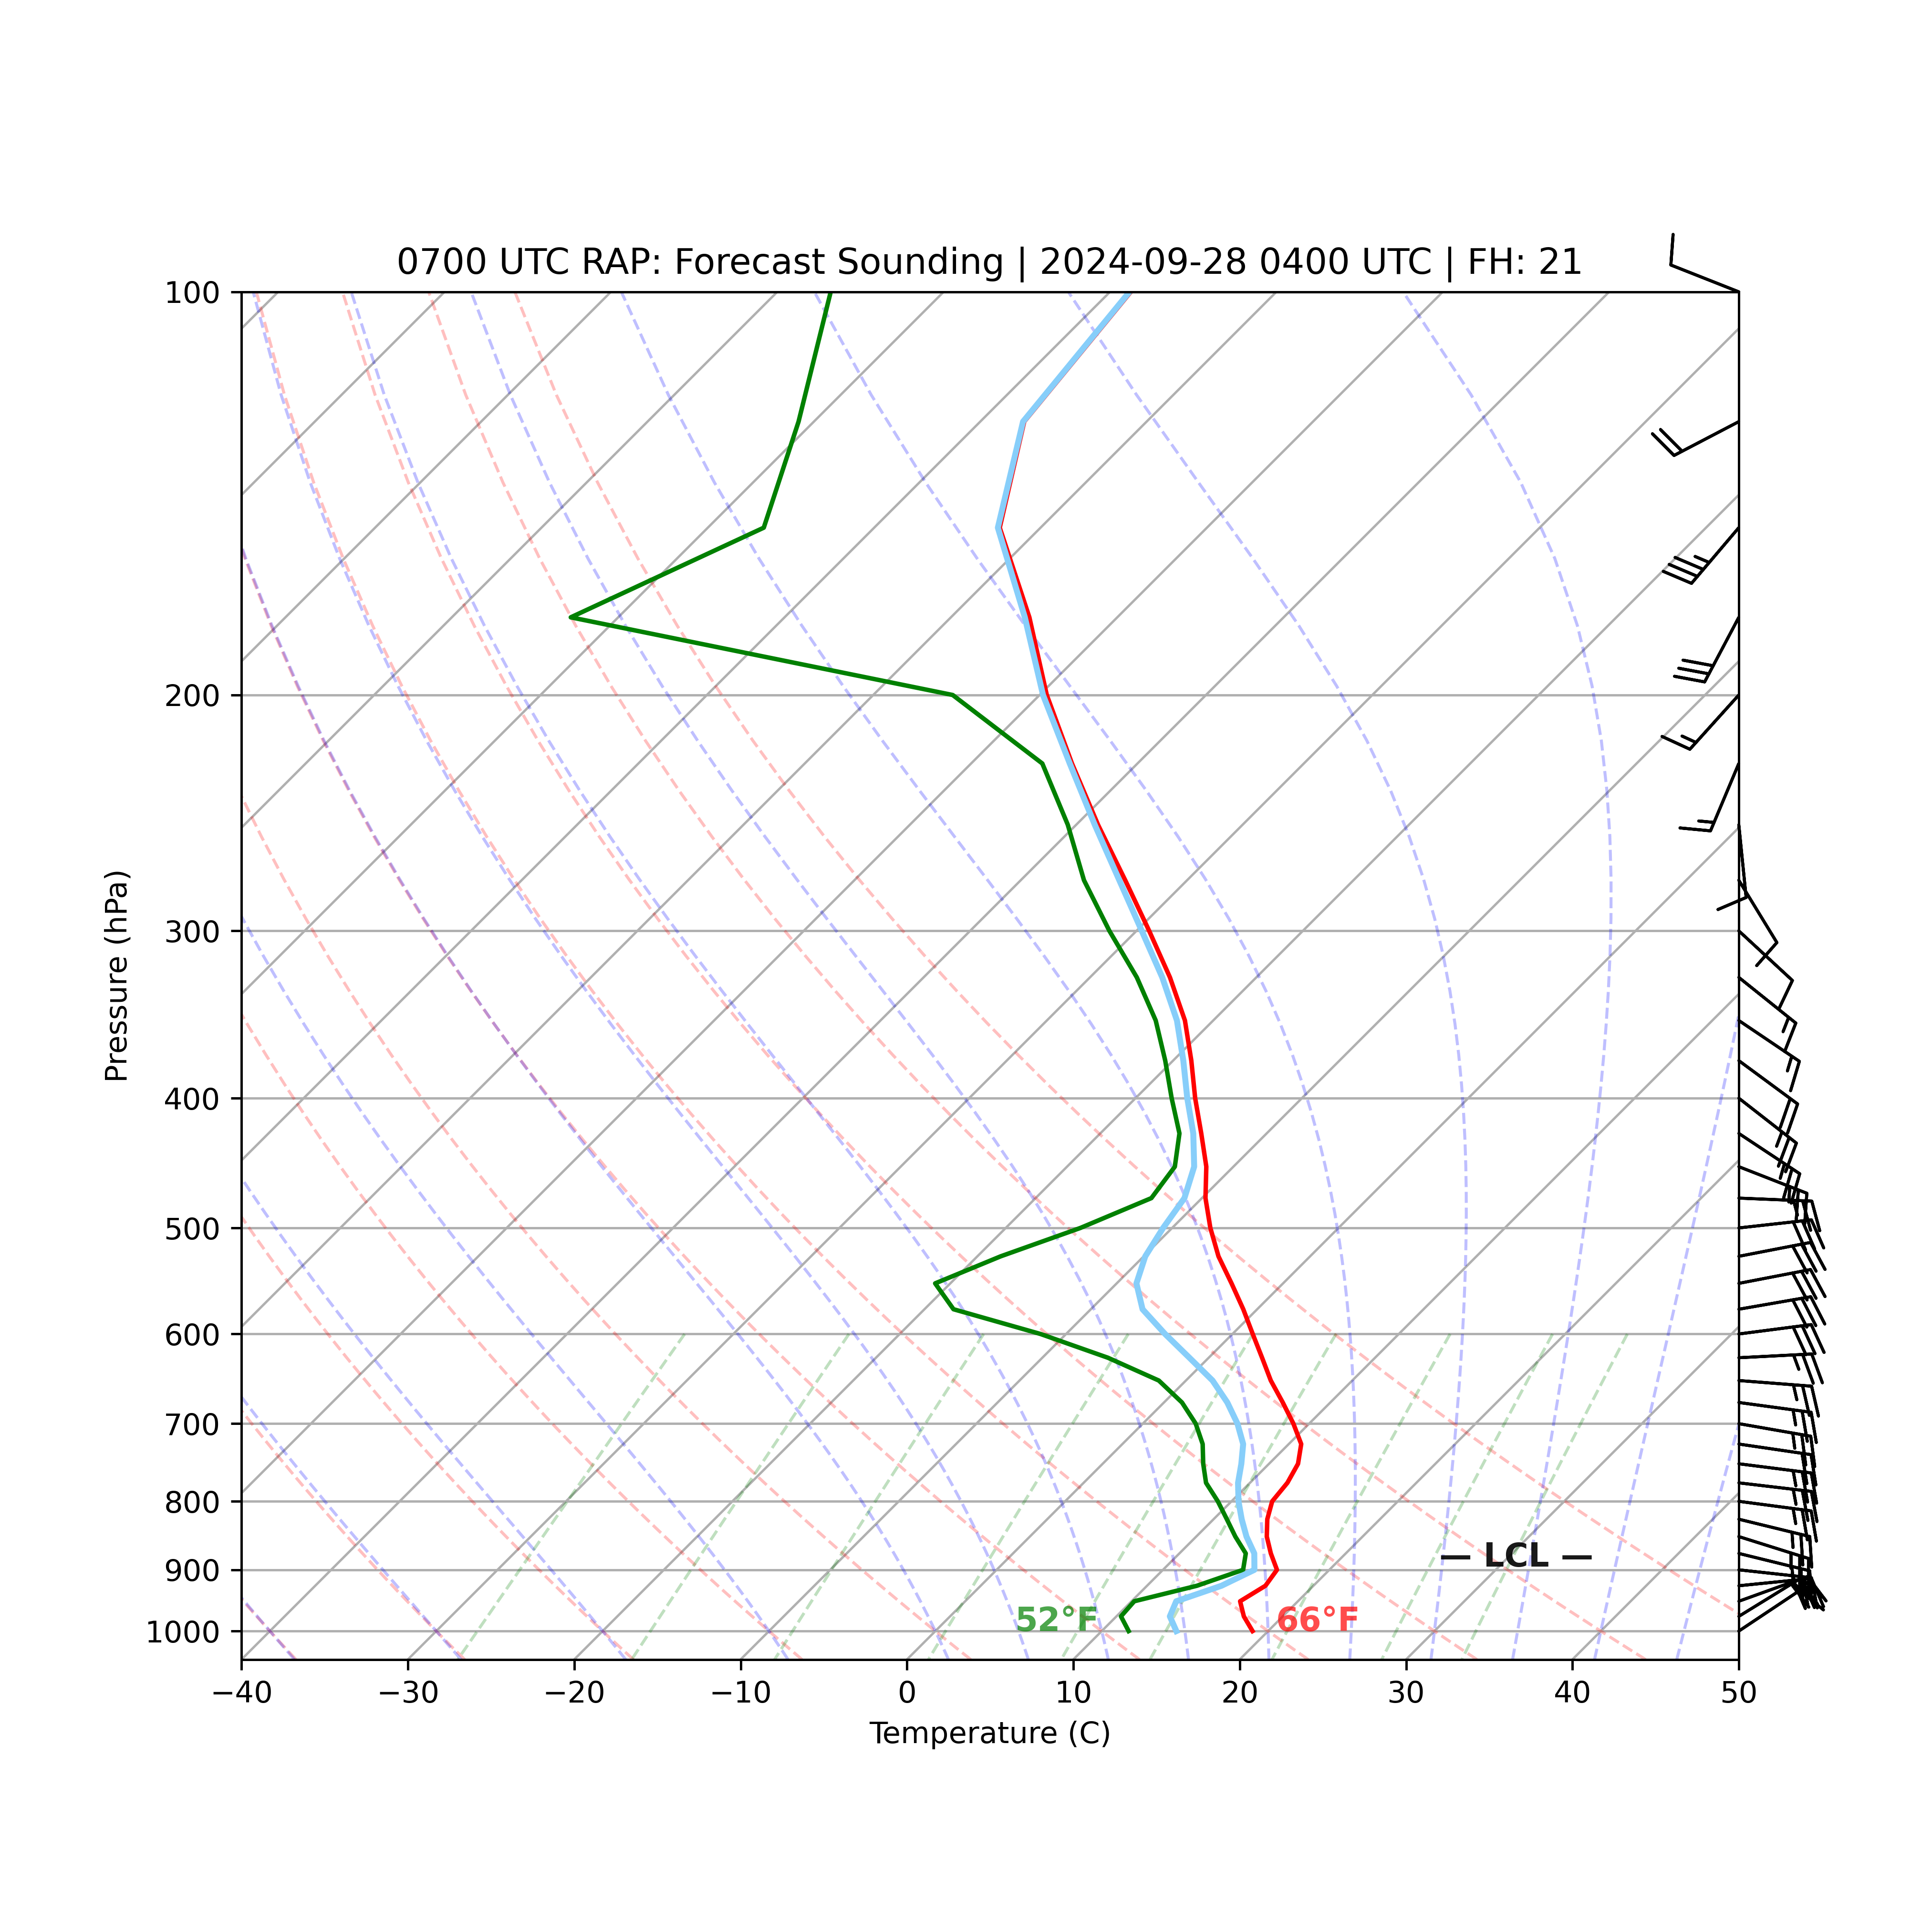 0700 UTC RAP: Forecast Sounding | 2024-09-28 0400 UTC | FH: 21
100
200
300
400
500
600
700
800
900
1000
Pressure (hPa)
— LCL —
52°F
66°F
−40 −30 −20 −10 0 10 20 30 40 50
Temperature (C)